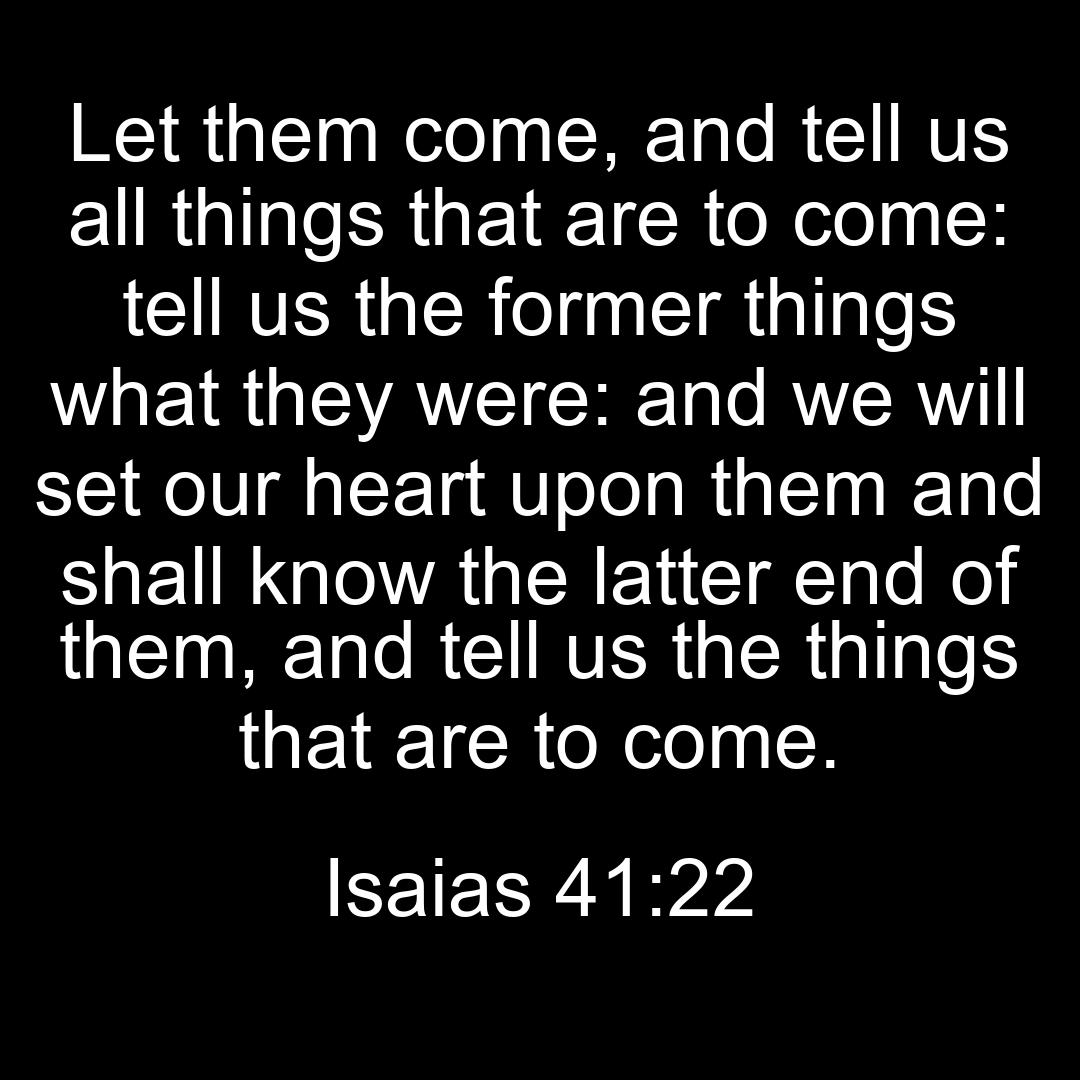 Let them come, and tell us
all things that are to come:
tell us the former things
what they were: and we will
set our heart upon them and
shall know the latter end of
them, and tell us the things
that are to come.
Isaias 41:22